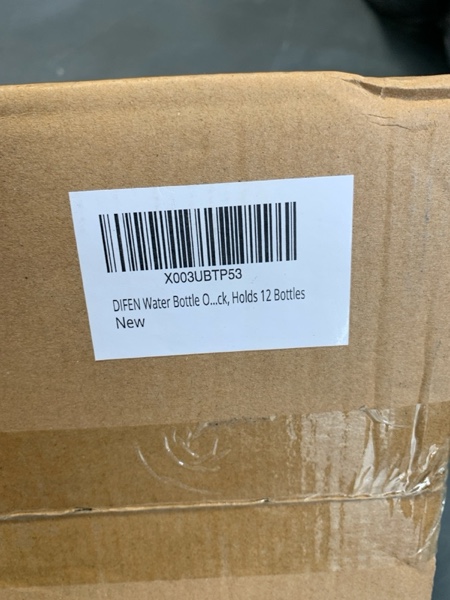 X003UBTP53
DIFEN Water Bottle O...ck, Holds 12 Bottles
New